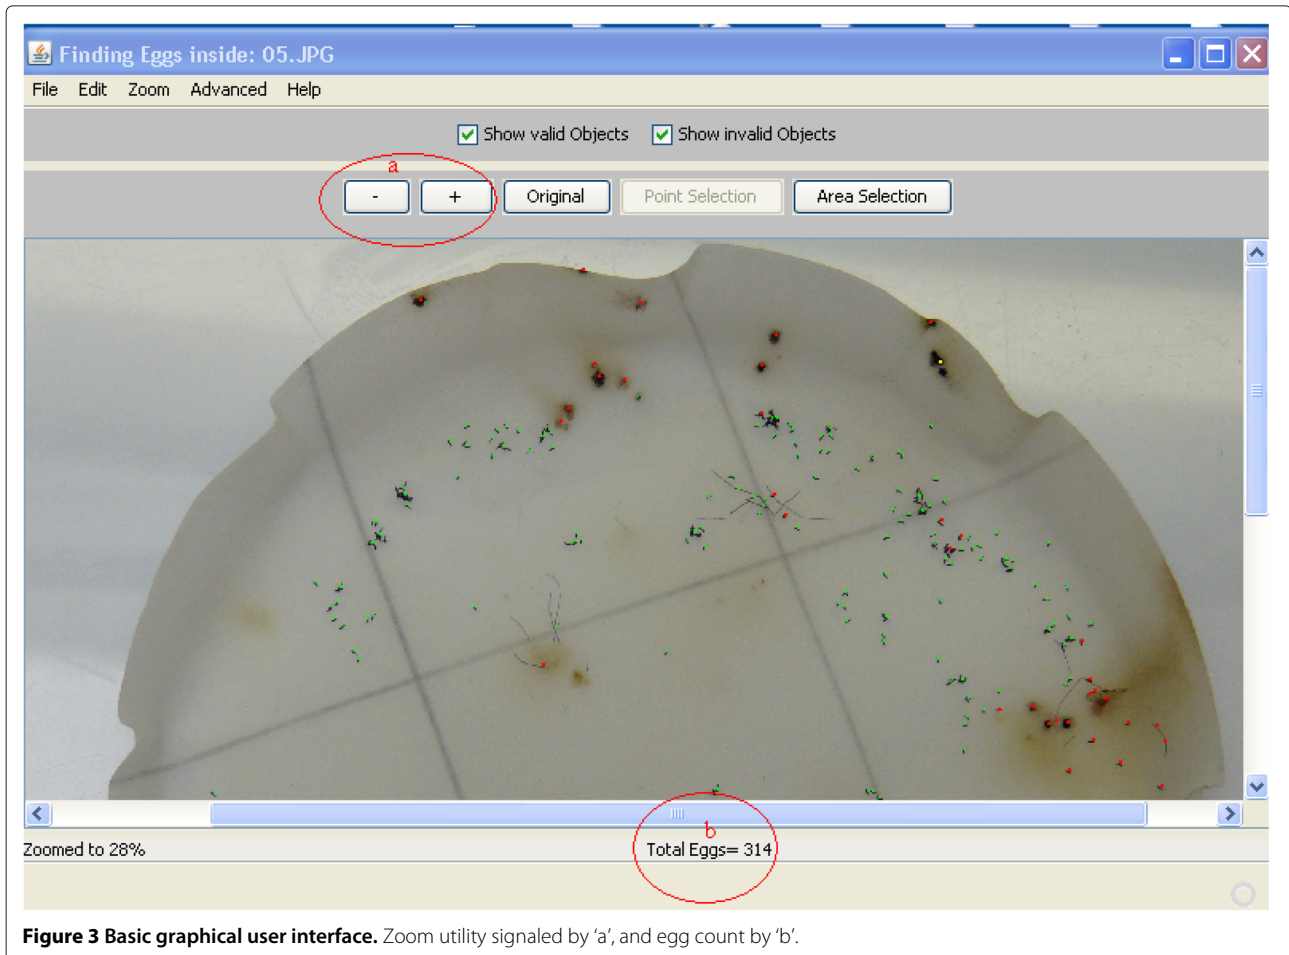 Finding Eggs inside: 05.JPG
File Edit Zoom Advanced Help
Show valid Objects Show invalid Objects
a
- + Original Point Selection Area Selection
b
Zoomed to 28% Total Eggs= 314
Figure 3 Basic graphical user interface. Zoom utility signaled by ‘a’, and egg count by ‘b’.